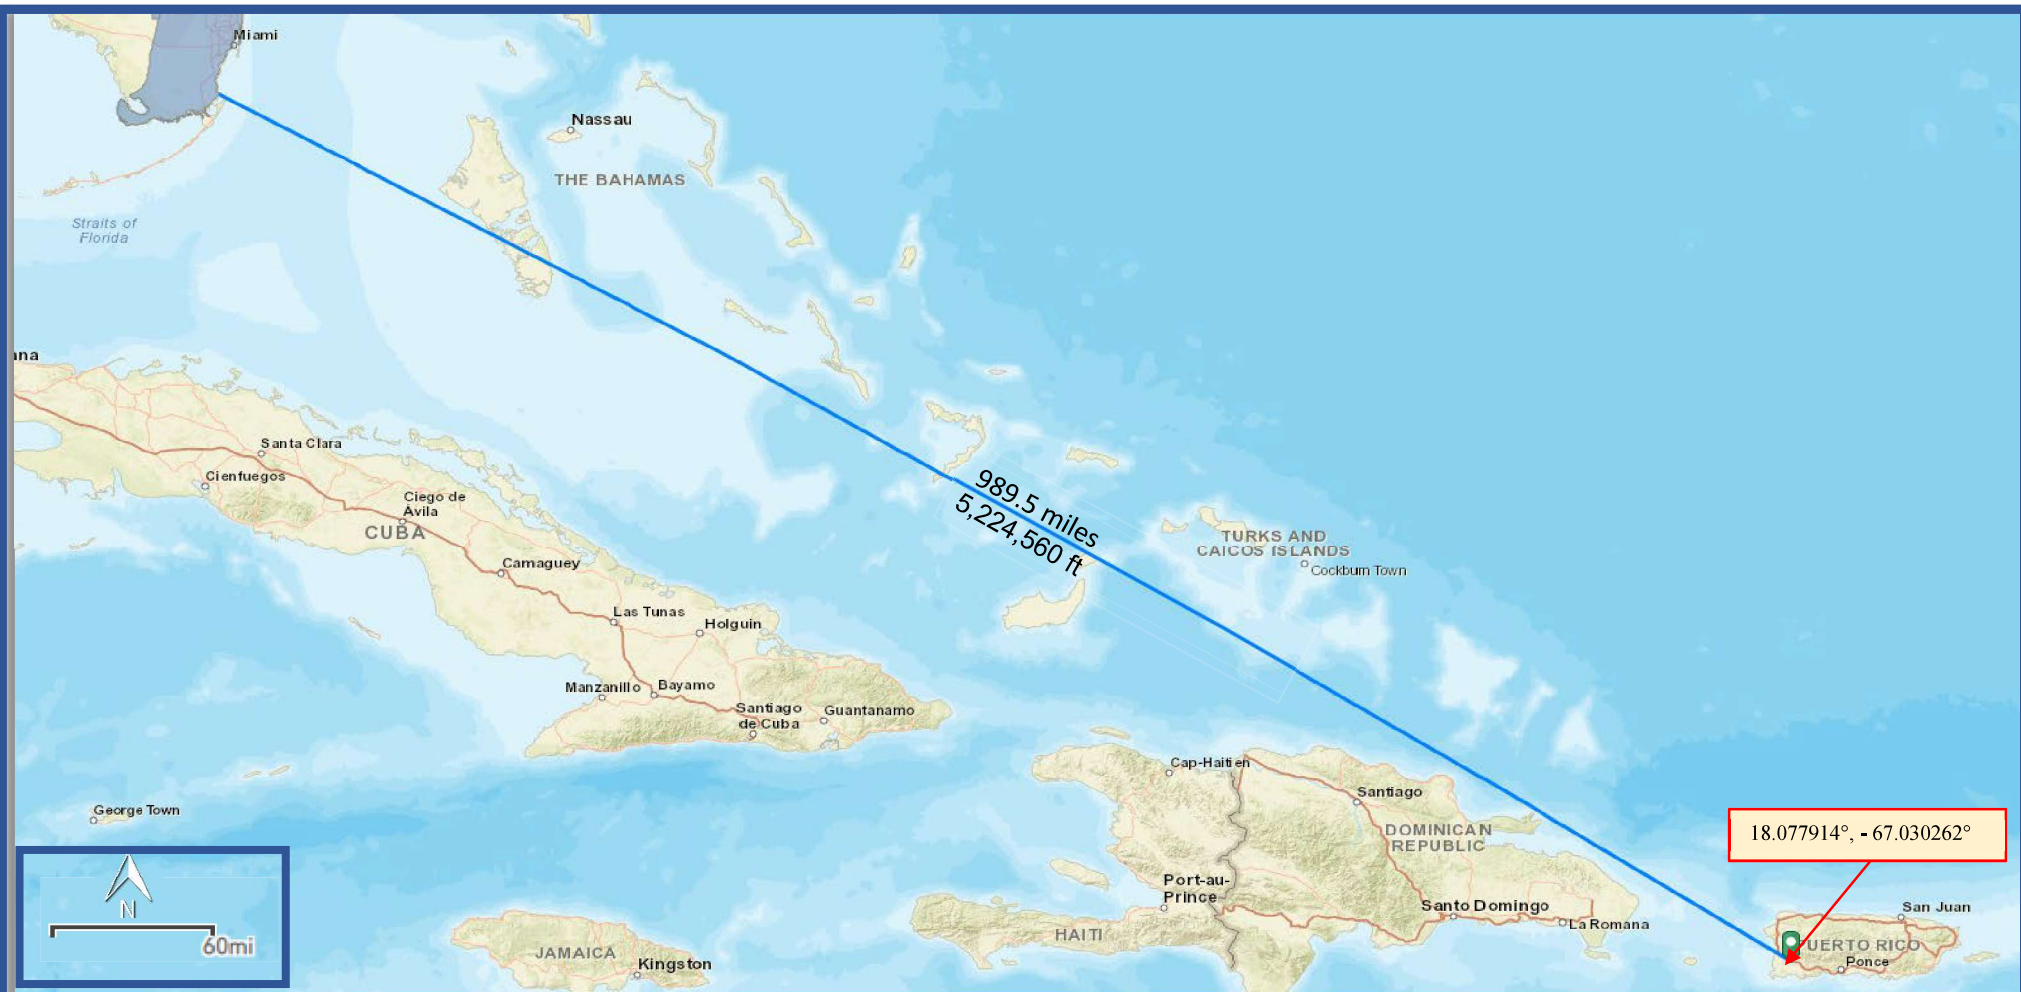 Miami
Nassau
THE BAHAMAS
Straits of
Florida
ana
Santa Clara
Cienfuegos
Ciego de
Ávila
CUBA
989.5 miles
5,224,560 ft
TURKS AND
CAICOS ISLANDS
Cockburn Town
Camaguey
Las Tunas
Holguin
Manzanillo
Bayamo
Santiago
de Cuba
Guantanamo
Cap-Haitien
Santiago
George Town
DOMINICAN
REPUBLIC
18.077914°, - 67.030262°
Port-au-
Prince
Santo Domingo
La Romana
San Juan
N
60mi
JAMAICA
Kingston
HAITI
UERTO RICO
Ponce